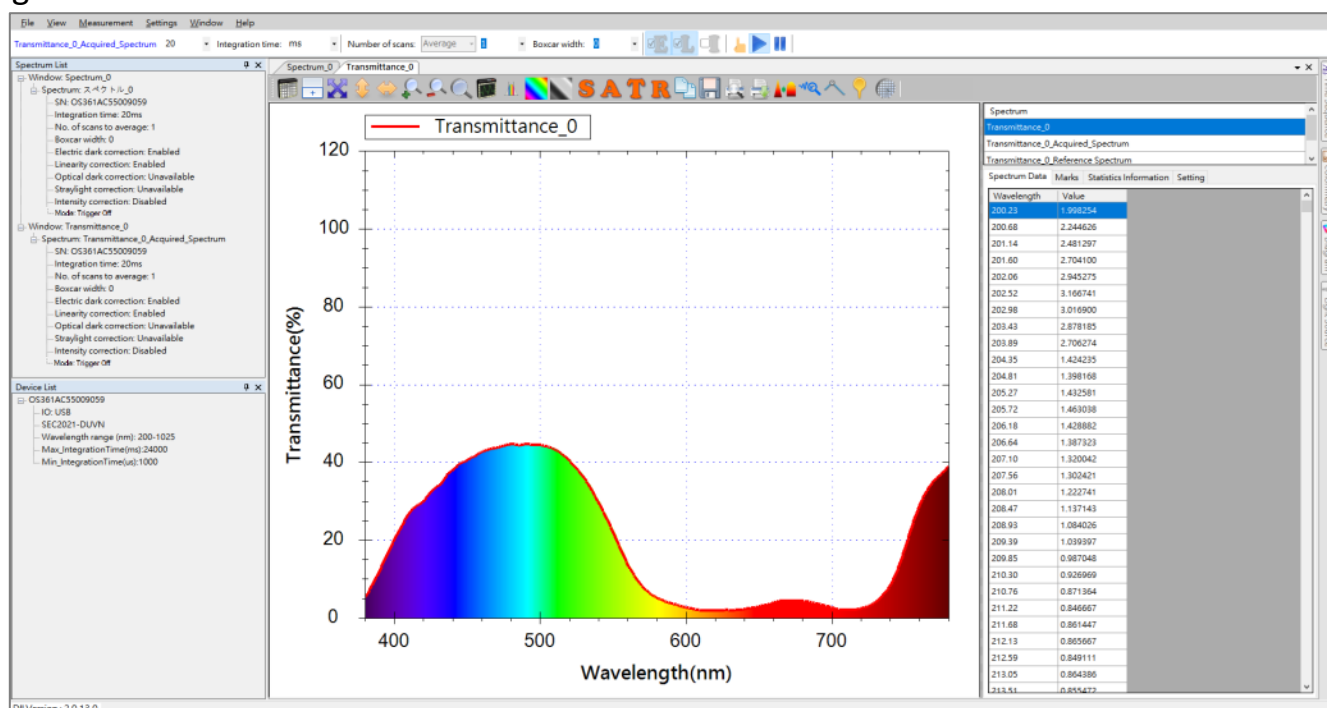 File View Measurement Settings Window Help
Transmittance_0_Acquired_Spectrum 20 Integration time: ms Number of scans: Average 1 Boxcar width: 0
Spectrum List
Window: Spectrum_0
Spectrum: スペクトル_0
SN: OS361AC55009059
Integration time: 20ms
No. of scans to average: 1
Boxcar width: 0
Electric dark correction: Enabled
Linearity correction: Enabled
Optical dark correction: Unavailable
Straylight correction: Unavailable
Intensity correction: Disabled
Mode: Trigger Off
Window: Transmittance_0
Spectrum: Transmittance_0_Acquired_Spectrum
SN: OS361AC55009059
Integration time: 20ms
No. of scans to average: 1
Boxcar width: 0
Electric dark correction: Enabled
Linearity correction: Enabled
Optical dark correction: Unavailable
Straylight correction: Unavailable
Intensity correction: Disabled
Mode: Trigger Off
Device List
OS361AC55009059
IO: USB
SEC2021-DUVN
Wavelength range (nm): 200-1025
Max_IntegrationTime(ms):24000
Min_IntegrationTime(us):1000
Spectrum_0 Transmittance_0
S A T R
Transmittance_0
120
100
80
60
40
20
0
Transmittance(%)
400 500 600 700
Wavelength(nm)
Spectrum
Transmittance_0
Transmittance_0_Acquired_Spectrum
Transmittance_0_Reference Spectrum
Spectrum Data Marks Statistics Information Setting
Wavelength Value
200.23 1.998254
200.68 2.244626
201.14 2.481297
201.60 2.704100
202.06 2.945275
202.52 3.166741
202.98 3.016900
203.43 2.878185
203.89 2.706274
204.35 1.424235
204.81 1.398168
205.27 1.432581
205.72 1.463038
206.18 1.428882
206.64 1.387323
207.10 1.320042
207.56 1.302421
208.01 1.222741
208.47 1.137143
208.93 1.084026
209.39 1.039397
209.85 0.987048
210.30 0.926969
210.76 0.871364
211.22 0.846667
211.68 0.861447
212.13 0.865667
212.59 0.849111
213.05 0.864386
213.51 0.855472